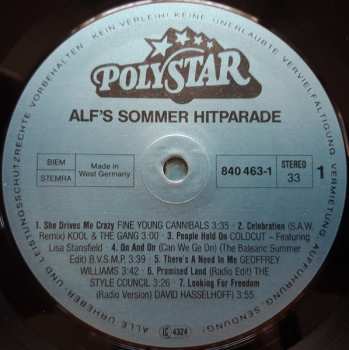 KEIN VERLEIH! KEINE UNERLAUBTE VERVIELFÄLTIGUNG, VERMIETUNG, AUFFÜHRUNG, SENDUNG!
ALLE URHEBER UND LEISTUNGSSCHUTZRECHTE VORBEHALTEN
POLYSTAR
ALF'S SOMMER HITPARADE
BIEM
STEMRA
Made in
West Germany
840 463-1
STEREO
33
1
1. She Drives Me Crazy FINE YOUNG CANNIBALS 3:35 - 2. Celebration (S.A.W.
Remix) KOOL & THE GANG 3:00 - 3. People Hold On COLDCUT – Featuring
Lisa Stansfield - 4. On And On (Can We Go On) (The Balearic Summer
Edit) B.V.S.M.P. 3:39 - 5. There's A Need In Me GEOFFREY
WILLIAMS 3:42 - 6. Promised Land (Radio Edit) THE
STYLE COUNCIL 3:26 - 7. Looking For Freedom
(Radio Version) DAVID HASSELHOFF) 3:55
LC 4324